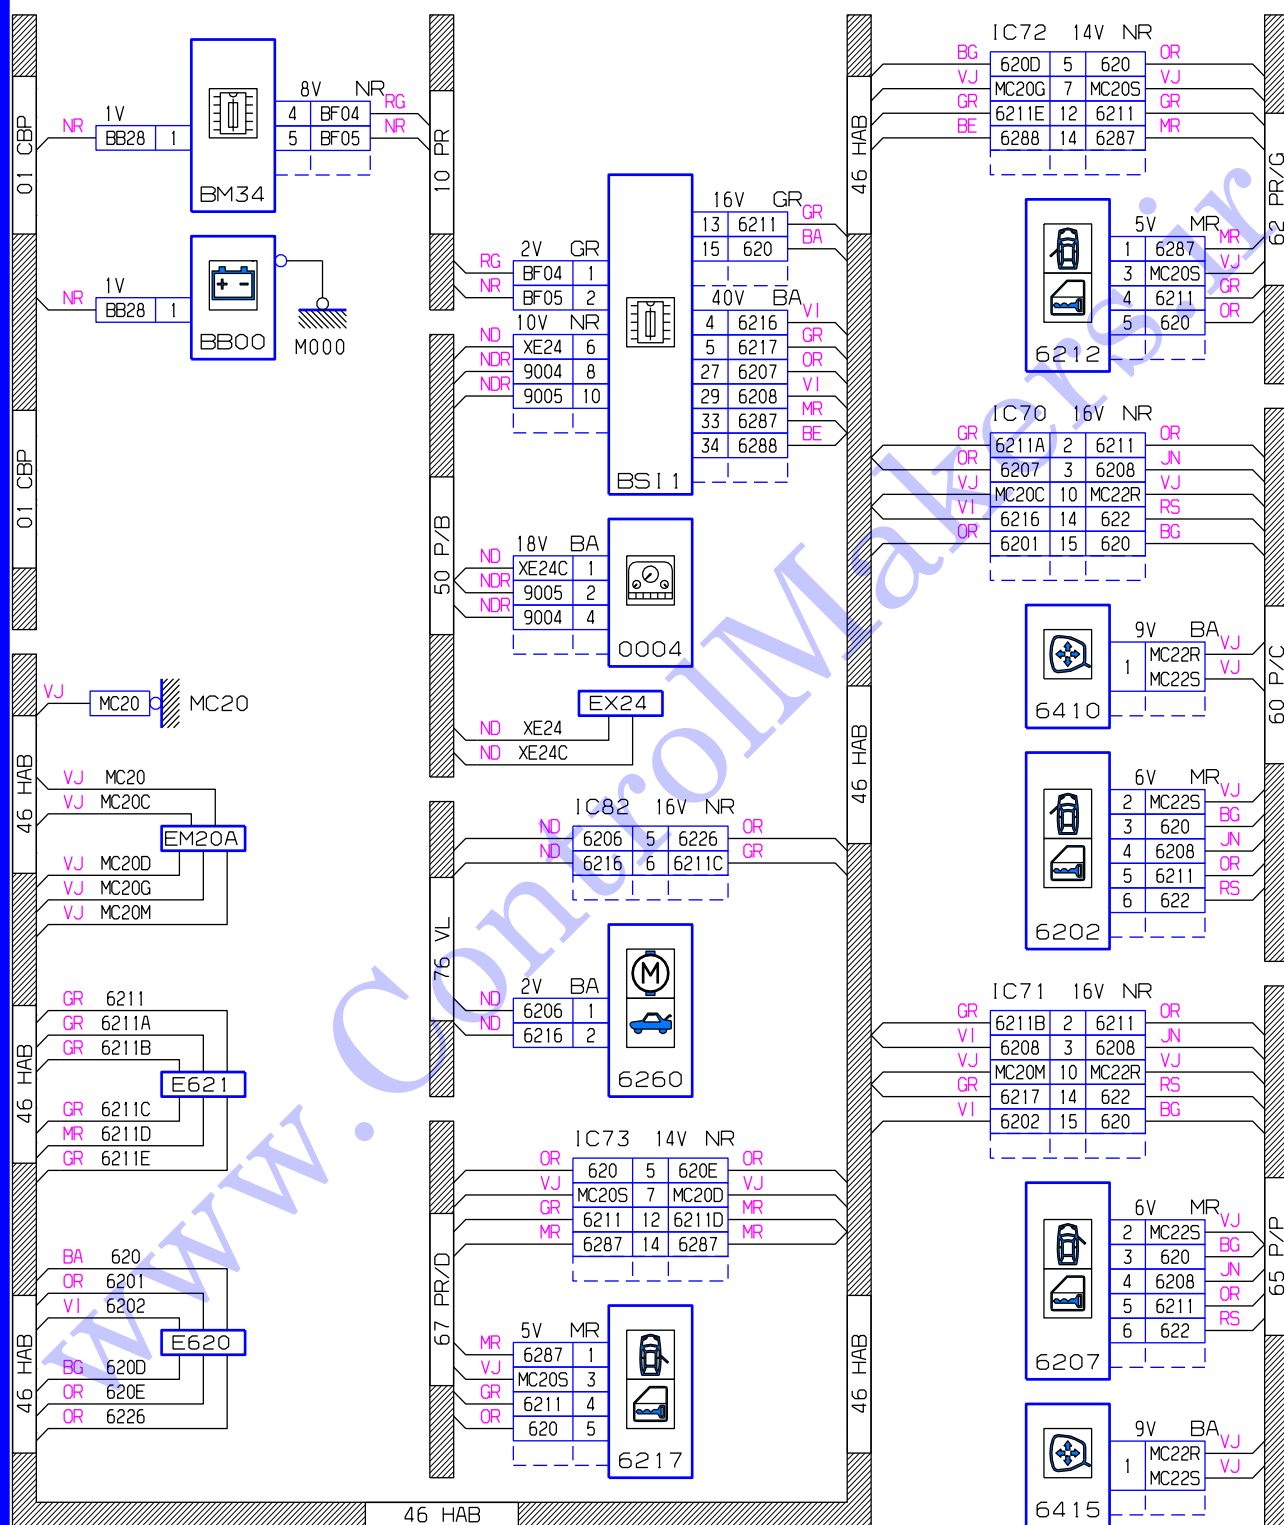 01 CBP
NR
1V
BB28 1
BM34
8V NR
4 BF04 RG
5 BF05 NR
10 PR
NR
1V
BB28 1
BB00
M000
01 CBP
RG
NR
2V GR
BF04 1
BF05 2
ND
NDR
NDR
10V NR
XE24 6
9004 8
9005 10
BSI1
16V GR
13 6211 GR
15 620 BA
40V BA
4 6216 VI
5 6217 GR
27 6207 OR
29 6208 VI
33 6287 MR
34 6288 BE
50 P/B
18V BA
ND XE24C 1
NDR 9005 2
NDR 9004 4
0004
EX24
ND XE24
ND XE24C
46 HAB
VJ MC20 MC20
VJ MC20
VJ MC20C
EM20A
VJ MC20D
VJ MC20G
VJ MC20M
46 HAB
GR 6211
GR 6211A
GR 6211B
E621
GR 6211C
MR 6211D
GR 6211E
46 HAB
BA 620
OR 6201
VI 6202
E620
BG 620D
OR 620E
OR 6226
46 HAB
76 VL
IC82 16V NR
ND 6206 5 6226 OR
ND 6216 6 6211C GR
2V BA
ND 6206 1
ND 6216 2
6260
67 PR/D
IC73 14V NR
OR 620 5 620E OR
VJ MC20S 7 MC20D VJ
GR 6211 12 6211D MR
MR 6287 14 6287 MR
5V MR
MR 6287 1
VJ MC20S 3
GR 6211 4
OR 620 5
6217
46 HAB
46 HAB
46 HAB
46 HAB
IC72 14V NR
BG 620D 5 620 OR
VJ MC20G 7 MC20S VJ
GR 6211E 12 6211 GR
BE 6288 14 6287 MR
62 PR/G
5V MR
1 6287 MR
3 MC20S VJ
4 6211 GR
5 620 OR
6212
IC70 16V NR
GR 6211A 2 6211 OR
OR 6207 3 6208 JN
VJ MC20C 10 MC22R VJ
VI 6216 14 622 RS
OR 6201 15 620 BG
60 P/C
9V BA
1 MC22R VJ
MC22S VJ
6410
6V MR
2 MC22S VJ
3 620 BG
4 6208 JN
5 6211 OR
6 622 RS
6202
IC71 16V NR
GR 6211B 2 6211 OR
VI 6208 3 6208 JN
VJ MC20M 10 MC22R VJ
GR 6217 14 622 RS
VI 6202 15 620 BG
65 P/P
6V MR
2 MC22S VJ
3 620 BG
4 6208 JN
5 6211 OR
6 622 RS
6207
9V BA
1 MC22R VJ
MC22S VJ
6415
www.ControlMakers.ir